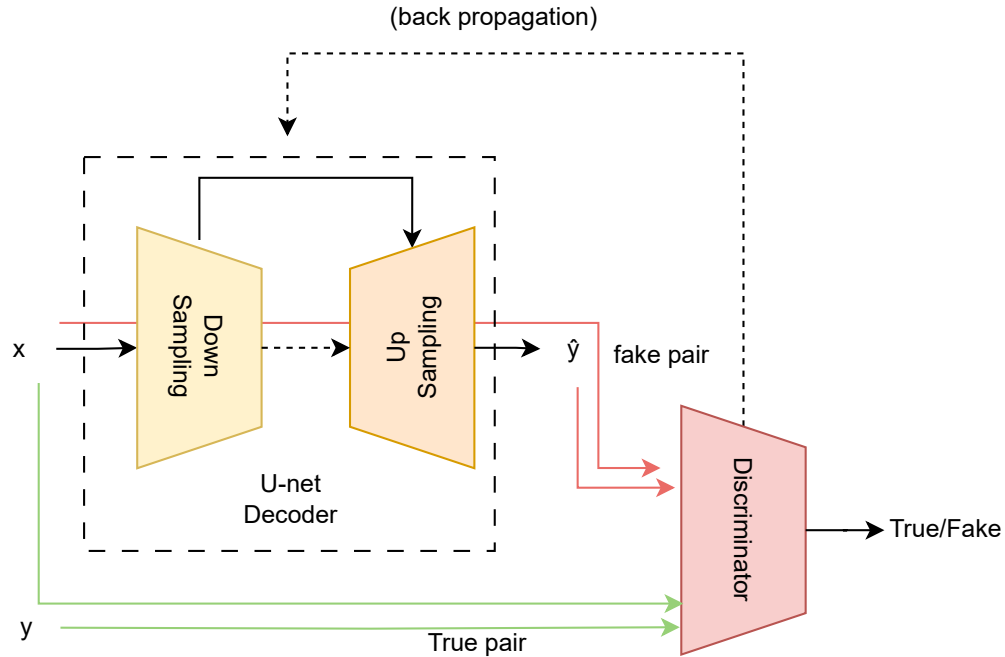 (back propagation)
Down
Sampling
Up
Sampling
x
ŷ
fake pair
U-net
Decoder
Discriminator
True/Fake
y
True pair